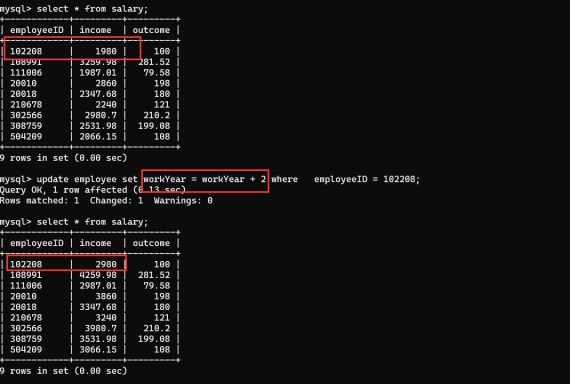 mysql> select * from salary;
+------------+---------+---------+
| employeeID | income  | outcome |
+------------+---------+---------+
| 102208     |    1980 |     100 |
| 108991     | 3259.98 |  281.52 |
| 111006     | 1987.01 |   79.58 |
| 20010      |    2860 |     198 |
| 20018      | 2347.68 |     180 |
| 210678     |    2240 |     121 |
| 302566     |  2980.7 |   210.2 |
| 308759     | 2531.98 |  199.08 |
| 504209     | 2066.15 |     108 |
+------------+---------+---------+
9 rows in set (0.00 sec)
mysql> update employee set workYear = workYear + 2 where   employeeID = 102208;
Query OK, 1 row affected (0.13 sec)
Rows matched: 1  Changed: 1  Warnings: 0
mysql> select * from salary;
+------------+---------+---------+
| employeeID | income  | outcome |
+------------+---------+---------+
| 102208     |    2980 |     100 |
| 108991     | 4259.98 |  281.52 |
| 111006     | 2987.01 |   79.58 |
| 20010      |    3860 |     198 |
| 20018      | 3347.68 |     180 |
| 210678     |    3240 |     121 |
| 302566     |  3980.7 |   210.2 |
| 308759     | 3531.98 |  199.08 |
| 504209     | 3066.15 |     108 |
+------------+---------+---------+
9 rows in set (0.00 sec)